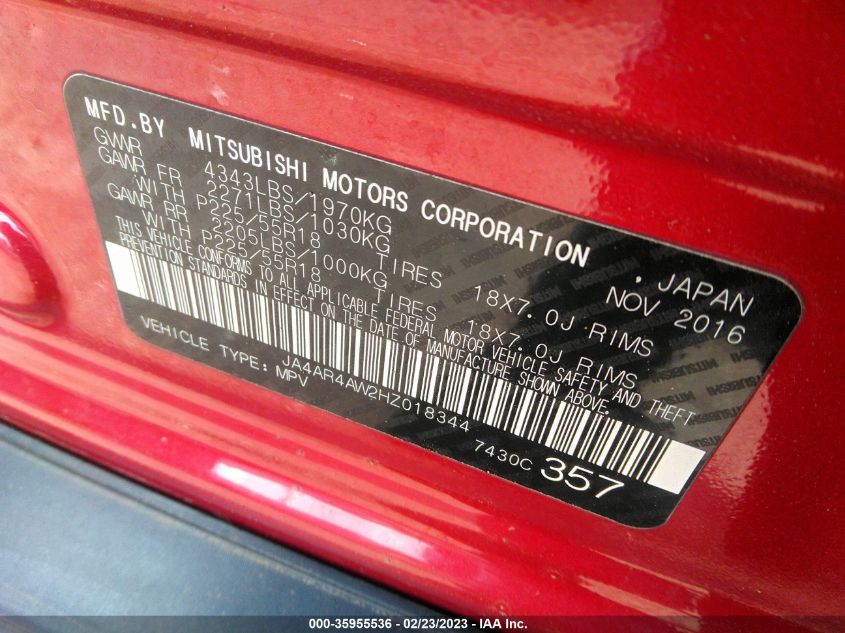 MFD.BY MITSUBISHI MOTORS CORPORATION , JAPAN
GVWR 4343LBS/1970KG NOV 2016
GAWR FR 2271LBS/1030KG
WITH P225/55R18 TIRES 18X7.0J RIMS
GAWR RR 2205LBS/1000KG
WITH P225/55R18 TIRES 18X7.0J RIMS
THIS VEHICLE CONFORMS TO ALL APPLICABLE FEDERAL MOTOR VEHICLE SAFETY AND THEFT
PREVENTION STANDARDS IN EFFECT ON THE DATE OF MANUFACTURE SHOWN ABOVE.
JA4AR4AW2HZ018344 7430C 357
VEHICLE TYPE: MPV
000-35955536 - 02/23/2023 - © IAA, Inc.